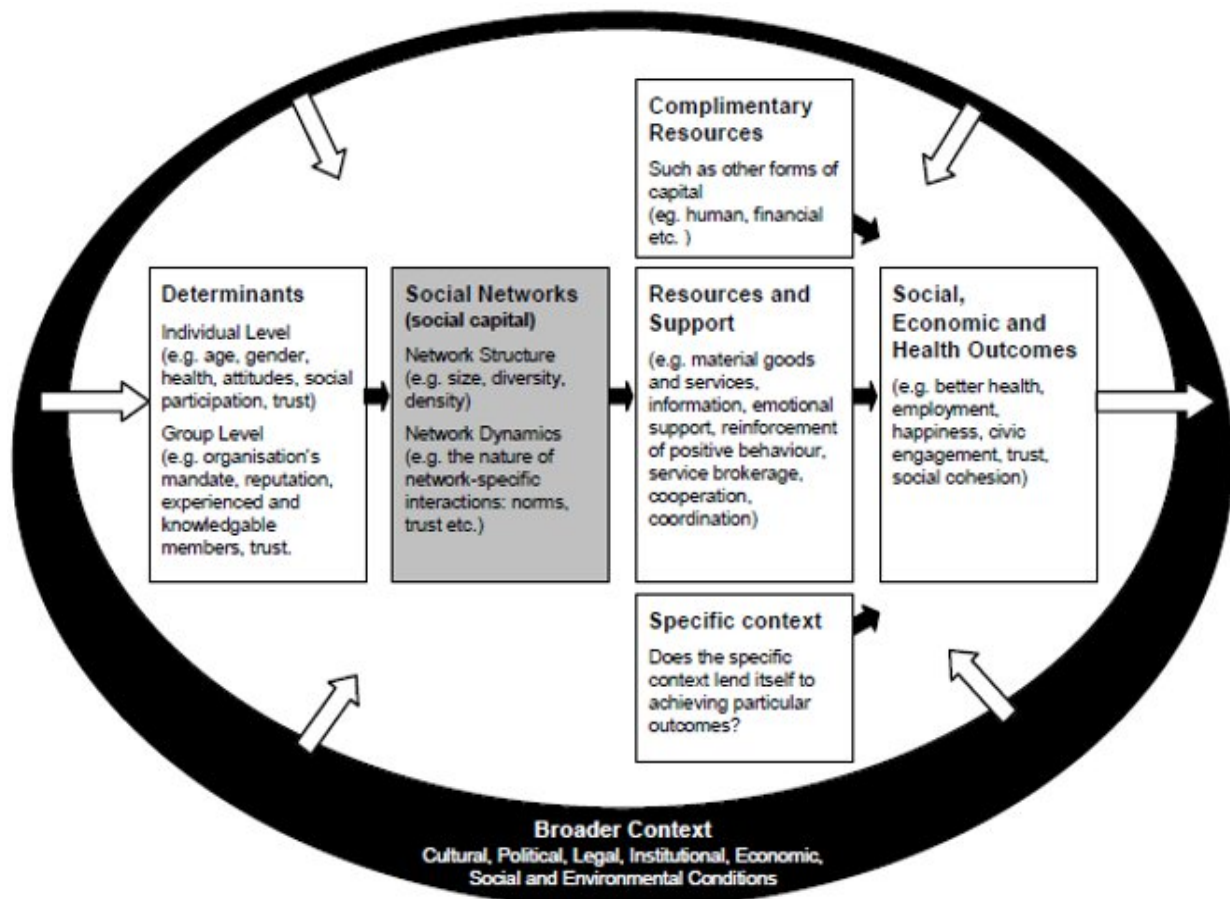 Complimentary
Resources
Such as other forms of
capital
(eg. human, financial
etc. )
Determinants
Individual Level
(e.g. age, gender,
health, attitudes, social
participation, trust)
Group Level
(e.g. organisation's
mandate, reputation,
experienced and
knowledgable
members, trust.
Social Networks
(social capital)
Network Structure
(e.g. size, diversity,
density)
Network Dynamics
(e.g. the nature of
network-specific
interactions: norms,
trust etc.)
Resources and
Support
(e.g. material goods
and services,
information, emotional
support, reinforcement
of positive behaviour,
service brokerage,
cooperation,
coordination)
Social,
Economic and
Health Outcomes
(e.g. better health,
employment,
happiness, civic
engagement, trust,
social cohesion)
Specific context
Does the specific
context lend itself to
achieving particular
outcomes?
Broader Context
Cultural, Political, Legal, Institutional, Economic,
Social and Environmental Conditions